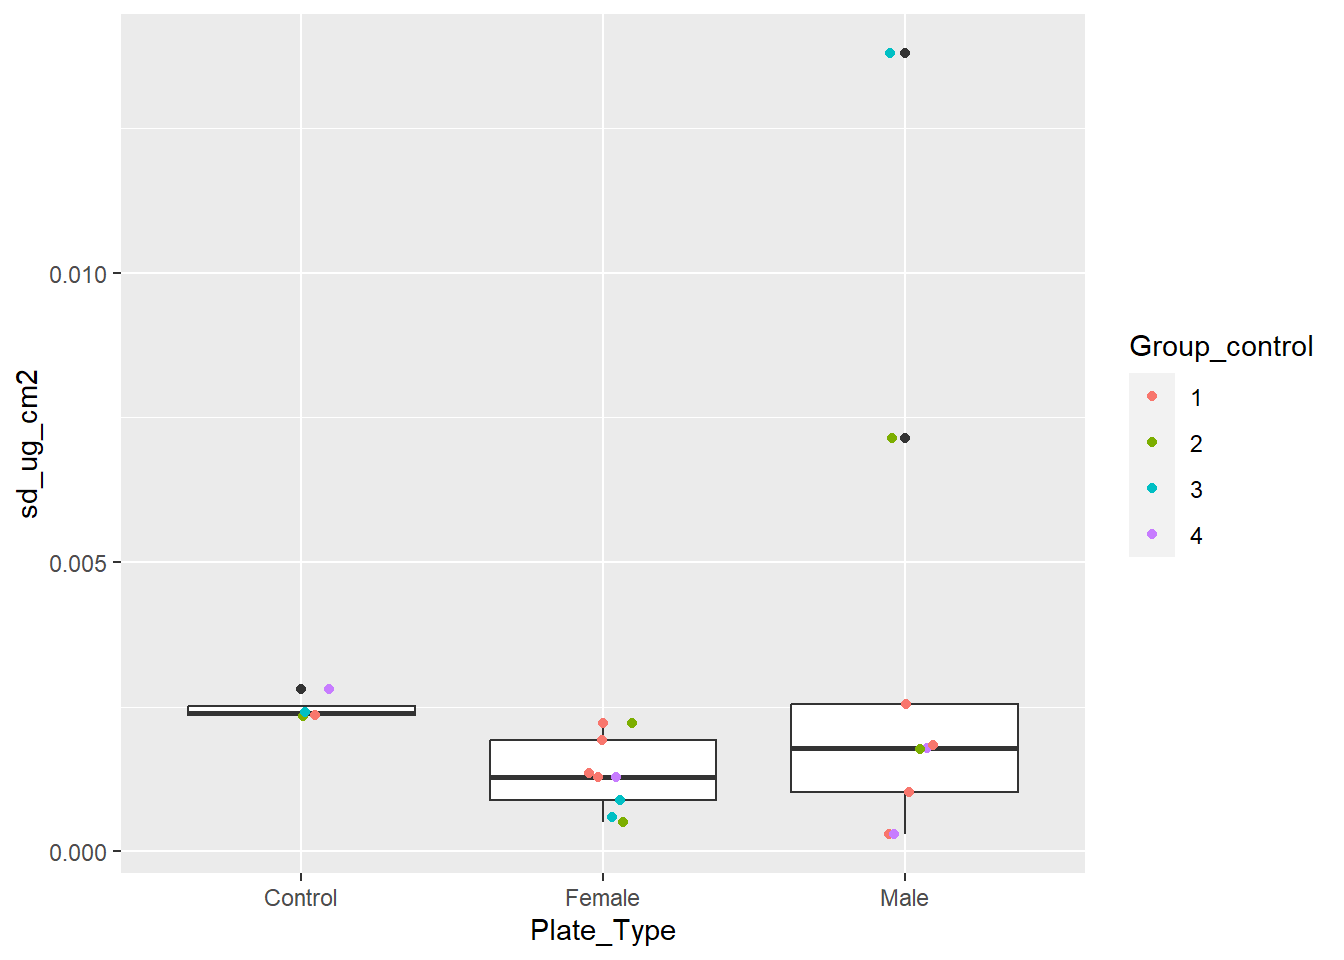 sd_ug_cm2
0.010
0.005
0.000
Control
Female
Male
Plate_Type
Group_control
1
2
3
4